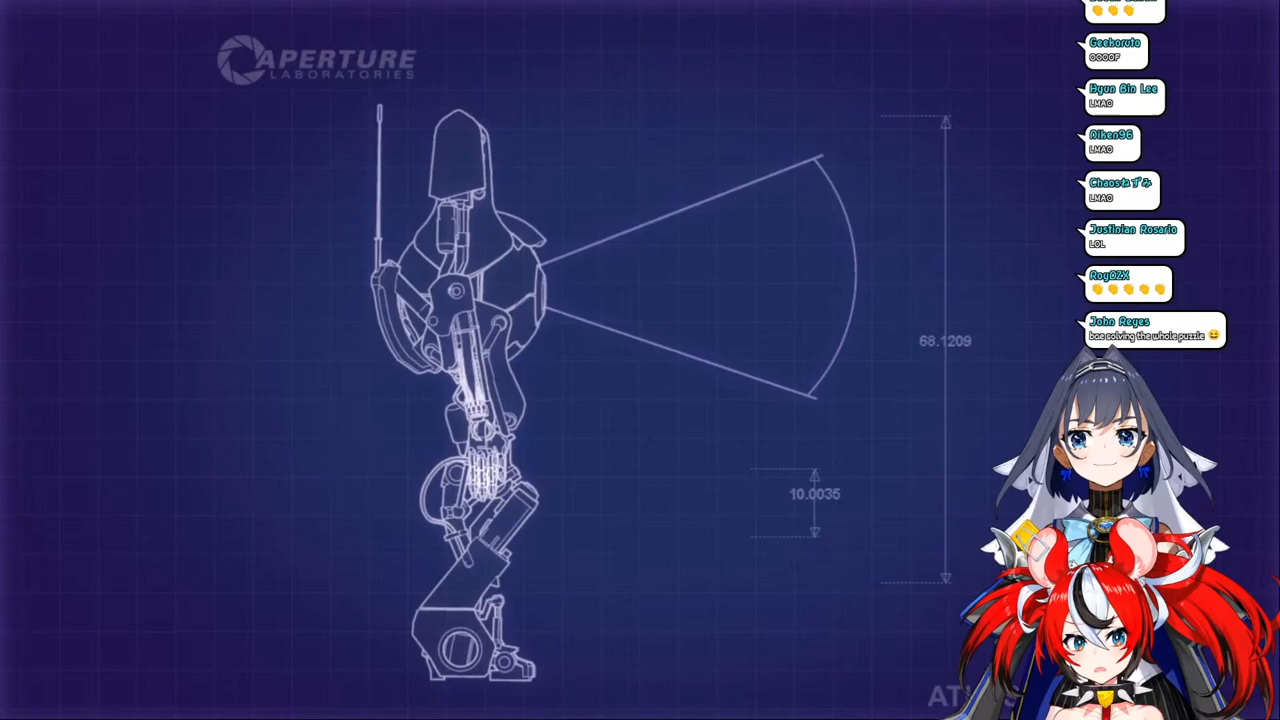 APERTURE
LABORATORIES
68.1209
10.0035
👏 👏 👏
Geekoruto
OOOOF
Hyun Bin Lee
LMAO
Aiken96
LMAO
Chaosねずみ
LMAO
Justinian Rosario
LOL
RoyOZX
👏 👏 👏 👏 👏
John Reyes
bae solving the whole puzzle 😆